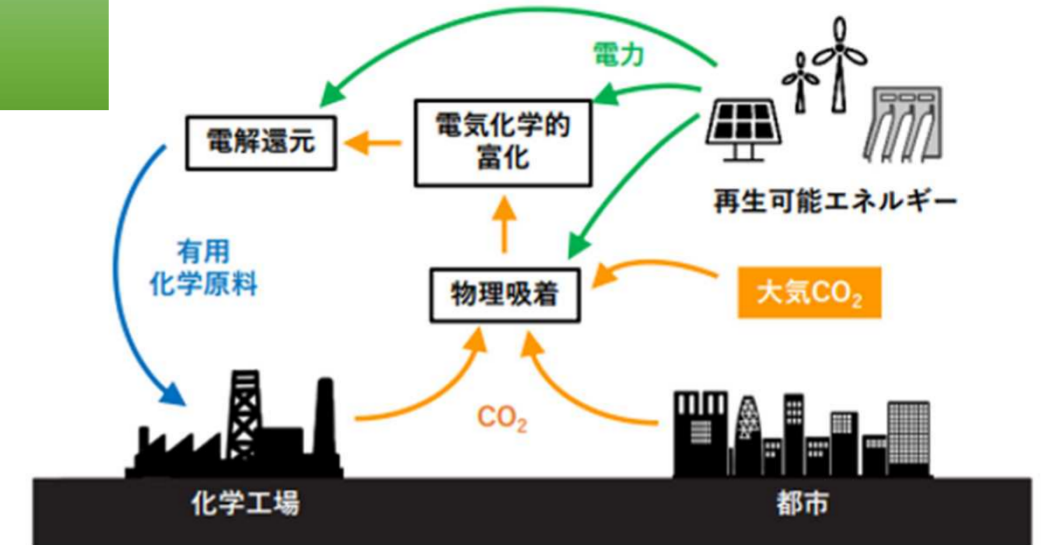 電力
電解還元
電気化学的
富化
再生可能エネルギー
有用
化学原料
物理吸着
大気CO₂
CO₂
化学工場
都市